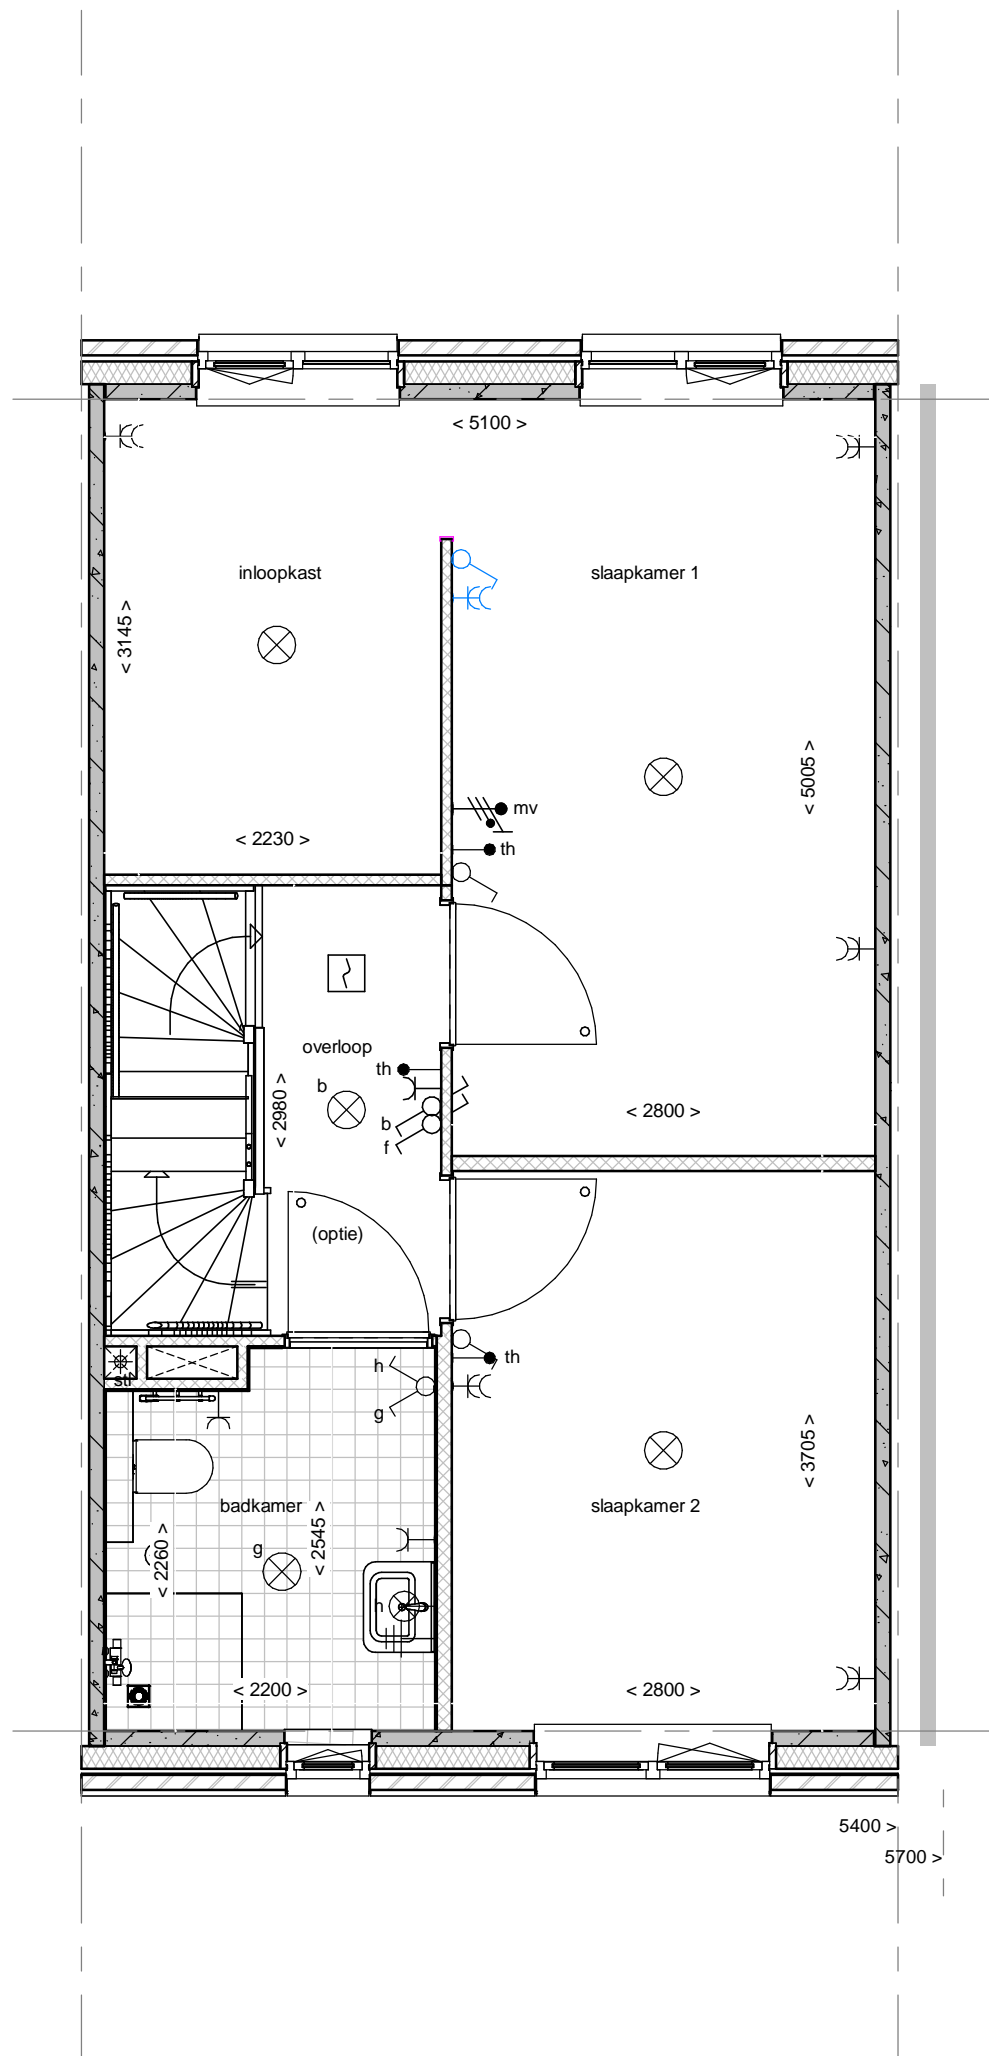 < 5100 >
inloopkast
slaapkamer 1
< 3145 >
< 5005 >
mv
< 2230 >
th
overloop
th
b
< 2980 >
b
f
< 2800 >
(optie)
th
h
g
stl
< 3705 >
badkamer
slaapkamer 2
< 2545 >
< 2260 >
g
h
< 2200 >
< 2800 >
5400 >
5700 >